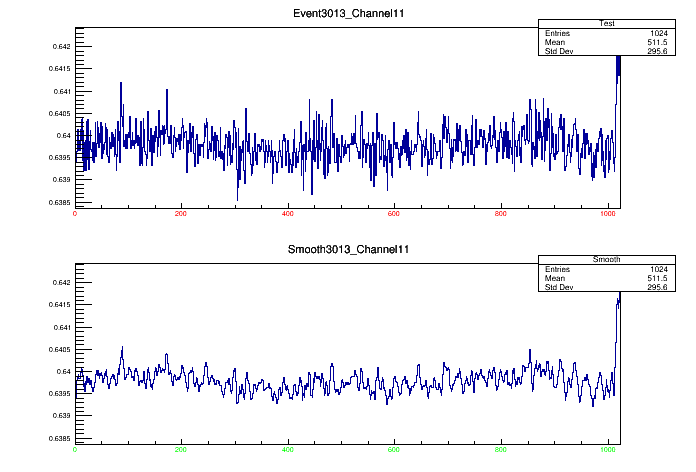 Event3013_Channel11
Test
Entries 1024
Mean 511.5
Std Dev 295.6
0.642
0.6415
0.641
0.6405
0.64
0.6395
0.639
0.6385
0 200 400 600 800 1000
Smooth3013_Channel11
Smooth
Entries 1024
Mean 511.5
Std Dev 295.6
0.642
0.6415
0.641
0.6405
0.64
0.6395
0.639
0.6385
0 200 400 600 800 1000